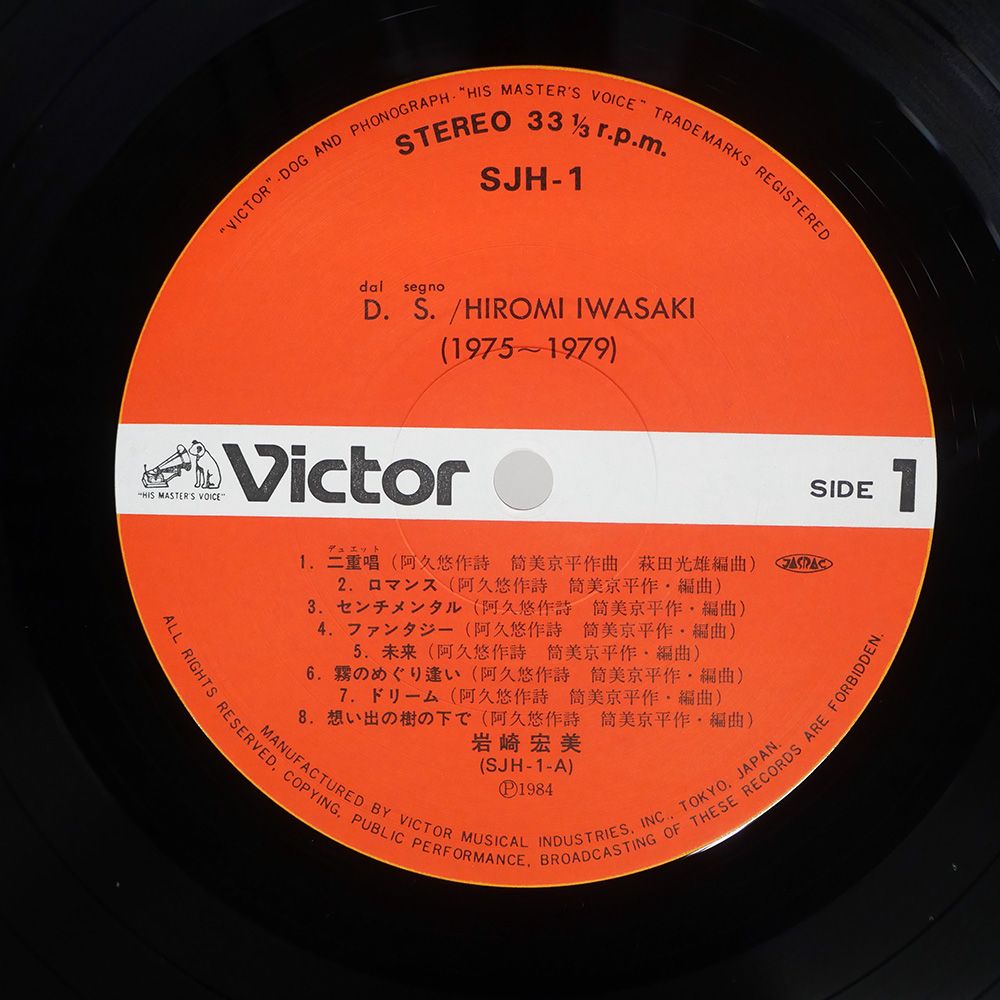 "VICTOR"·DOG AND PHONOGRAPH·"HIS MASTER'S VOICE" TRADEMARKS REGISTERED
STEREO 33 1/3 r.p.m.
SJH-1
dal segno
D. S. /HIROMI IWASAKI
(1975〜1979)
"HIS MASTER'S VOICE"
Victor
SIDE 1
デュエット
1. 二重唱 (阿久悠作詩 筒美京平作曲 萩田光雄編曲) JASRAC
2. ロマンス (阿久悠作詩 筒美京平作・編曲)
3. センチメンタル (阿久悠作詩 筒美京平作・編曲)
4. ファンタジー (阿久悠作詩 筒美京平作・編曲)
5. 未来 (阿久悠作詩 筒美京平作・編曲)
6. 霧のめぐり逢い (阿久悠作詩 筒美京平作・編曲)
7. ドリーム (阿久悠作詩 筒美京平作・編曲)
8. 想い出の樹の下で (阿久悠作詩 筒美京平作・編曲)
岩崎宏美
(SJH-1-A)
Ⓟ1984
MANUFACTURED BY VICTOR MUSICAL INDUSTRIES, INC., TOKYO, JAPAN.
ALL RIGHTS RESERVED, COPYING, PUBLIC PERFORMANCE, BROADCASTING OF THESE RECORDS ARE FORBIDDEN.